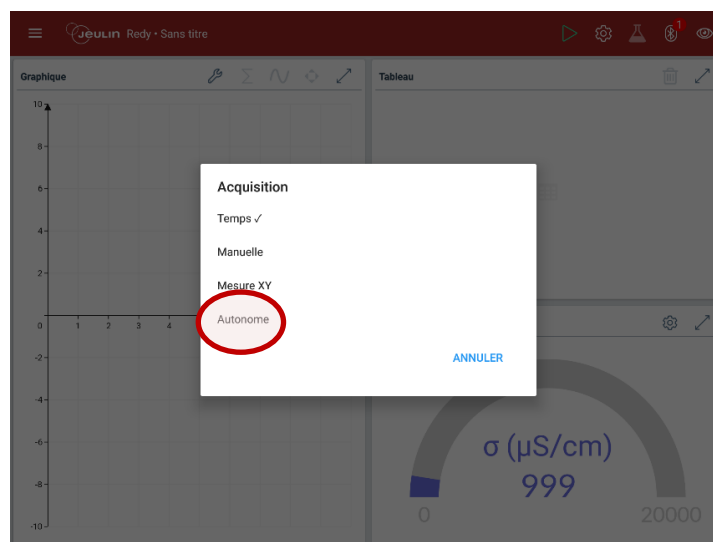 Jeulin Redy • Sans titre
1
Graphique
Tableau
10
8
6
4
2
0 1 2 3 4
-2
-4
-6
-8
-10
Acquisition
Temps ✓
Manuelle
Mesure XY
Autonome
ANNULER
σ (µS/cm)
999
0 20000